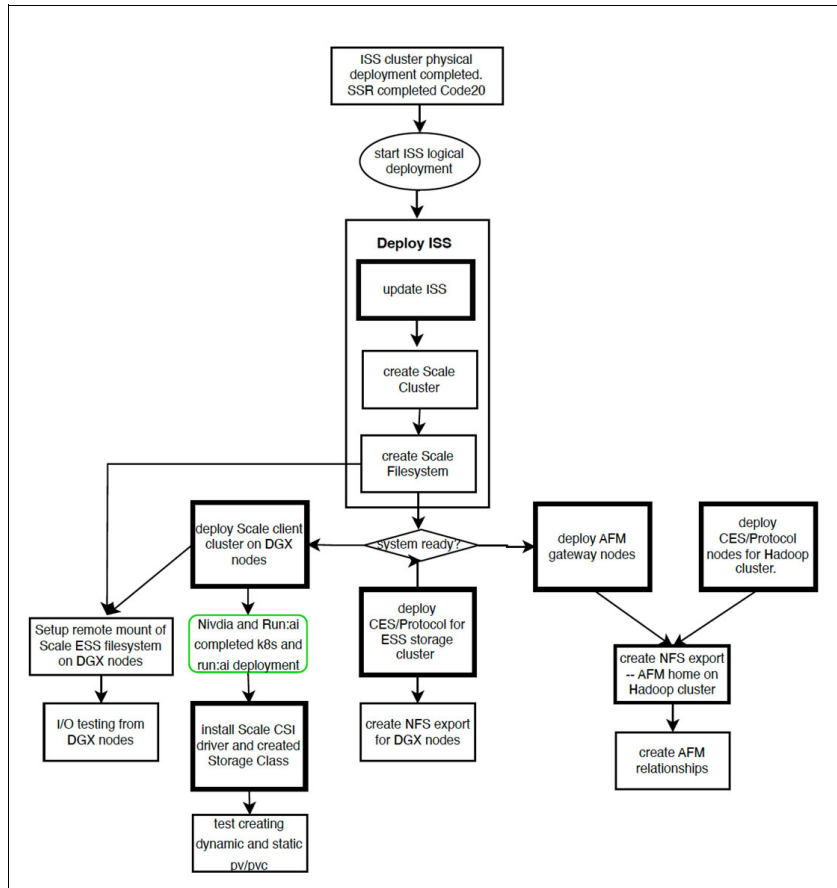 ISS cluster physical
deployment completed.
SSR completed Code20
start ISS logical
deployment
Deploy ISS
update ISS
create Scale
Cluster
create Scale
Filesystem
system ready?
deploy Scale client
cluster on DGX
nodes
deploy AFM
gateway nodes
deploy
CES/Protocol
nodes for Hadoop
cluster.
Setup remote mount of
Scale ESS filesystem
on DGX nodes
Nivdia and Run:ai
completed k8s and
run:ai deployment
deploy
CES/Protocol for
ESS storage
cluster
create NFS export
-- AFM home on
Hadoop cluster
I/O testing from
DGX nodes
install Scale CSI
driver and created
Storage Class
create NFS export
for DGX nodes
create AFM
relationships
test creating
dynamic and static
pv/pvc